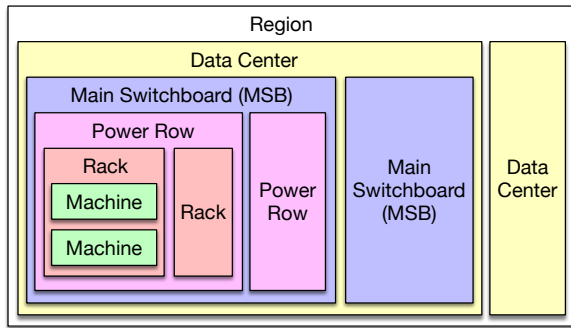 Region
Data Center
Main Switchboard (MSB)
Power Row
Rack
Machine
Machine
Rack
Power
Row
Main
Switchboard
(MSB)
Data
Center